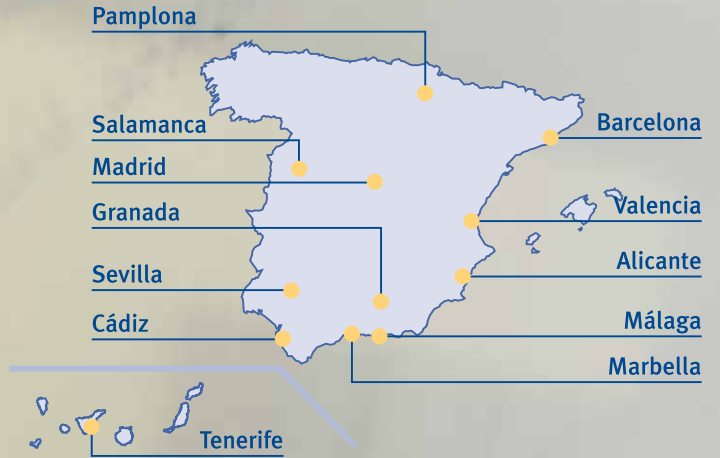 Pamplona
Salamanca
Barcelona
Madrid
Granada
Valencia
Alicante
Sevilla
Cádiz
Málaga
Marbella
Tenerife